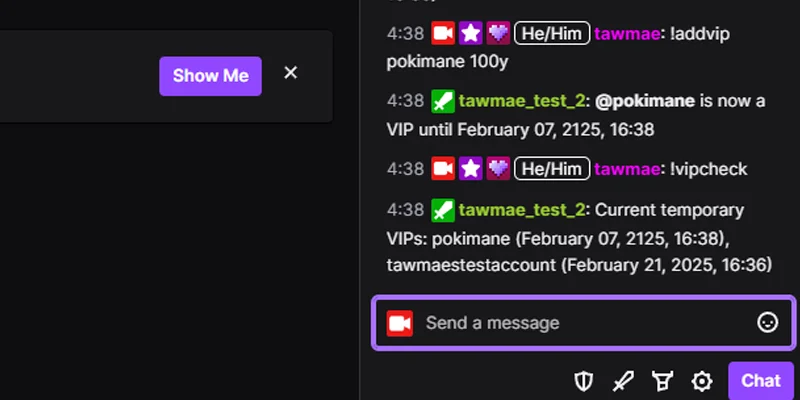 4:38 He/Him tawmae: !addvip
pokimane 100y
Show Me
4:38 tawmae_test_2: @pokimane is now a
VIP until February 07, 2125, 16:38
4:38 He/Him tawmae: !vipcheck
4:38 tawmae_test_2: Current temporary
VIPs: pokimane (February 07, 2125, 16:38),
tawmaestestaccount (February 21, 2025, 16:36)
Send a message
Chat